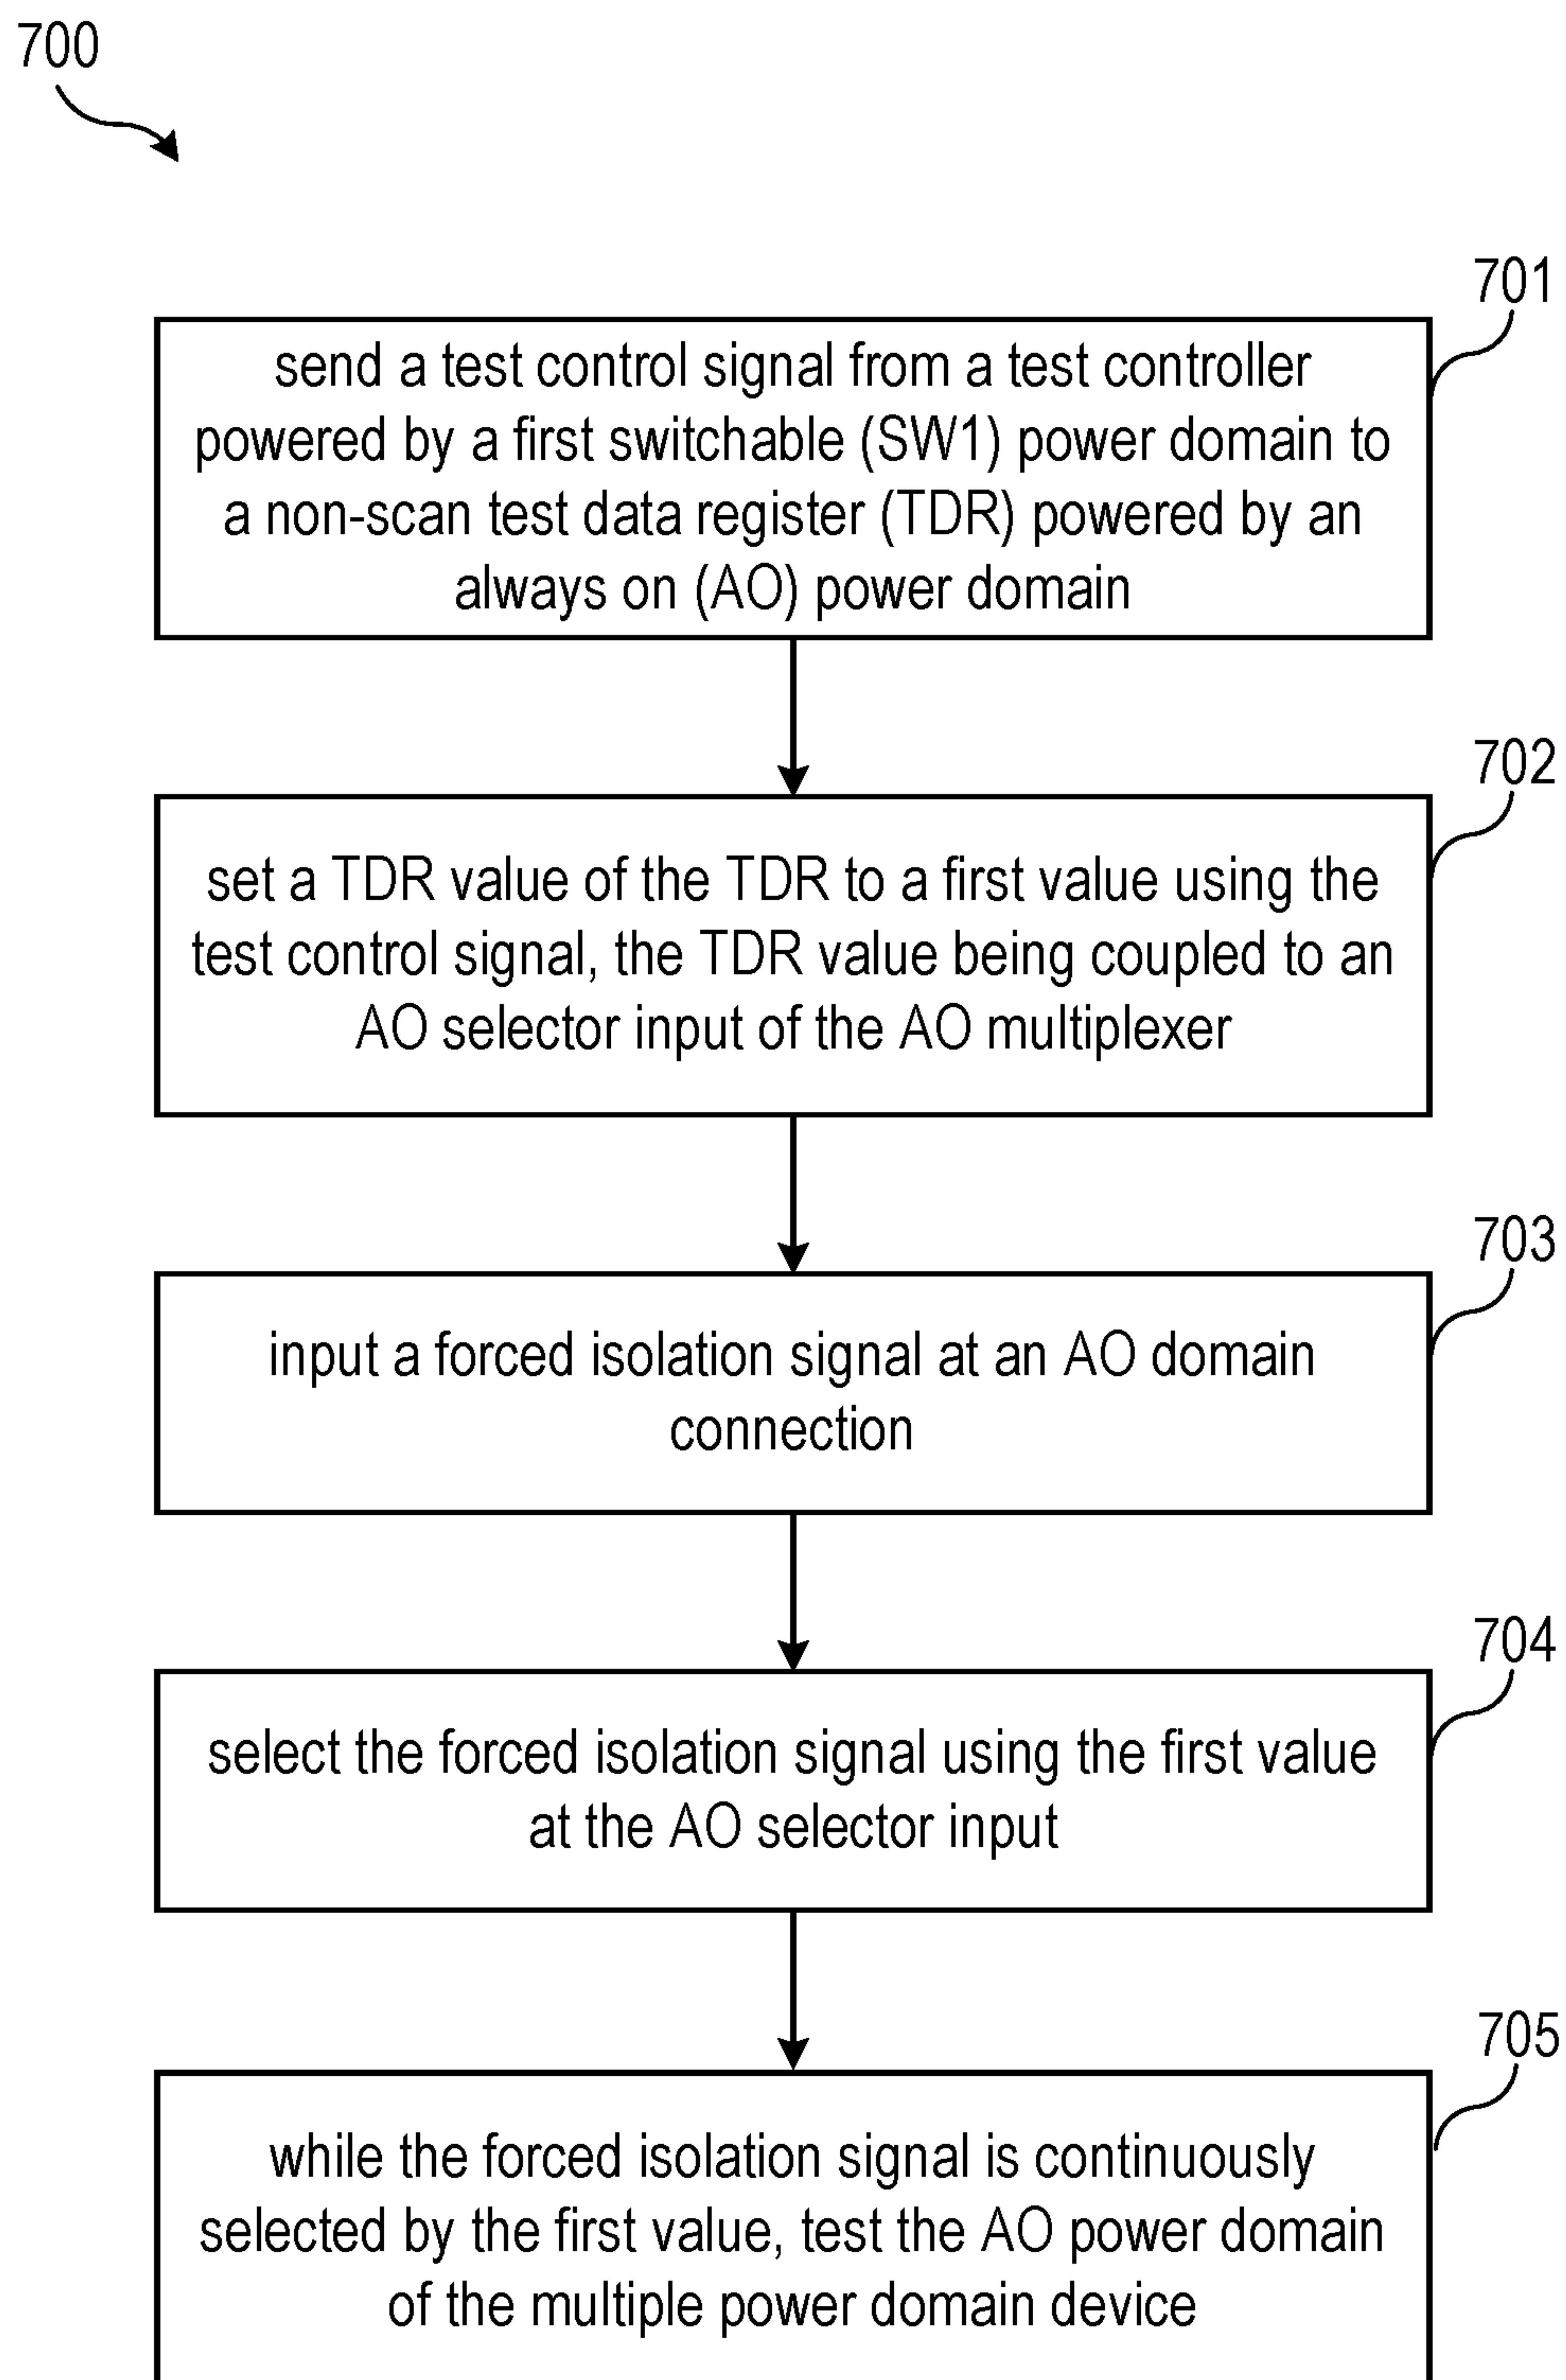 700
701
send a test control signal from a test controller
powered by a first switchable (SW1) power domain to
a non-scan test data register (TDR) powered by an
always on (AO) power domain
702
set a TDR value of the TDR to a first value using the
test control signal, the TDR value being coupled to an
AO selector input of the AO multiplexer
703
input a forced isolation signal at an AO domain
connection
704
select the forced isolation signal using the first value
at the AO selector input
705
while the forced isolation signal is continuously
selected by the first value, test the AO power domain
of the multiple power domain device